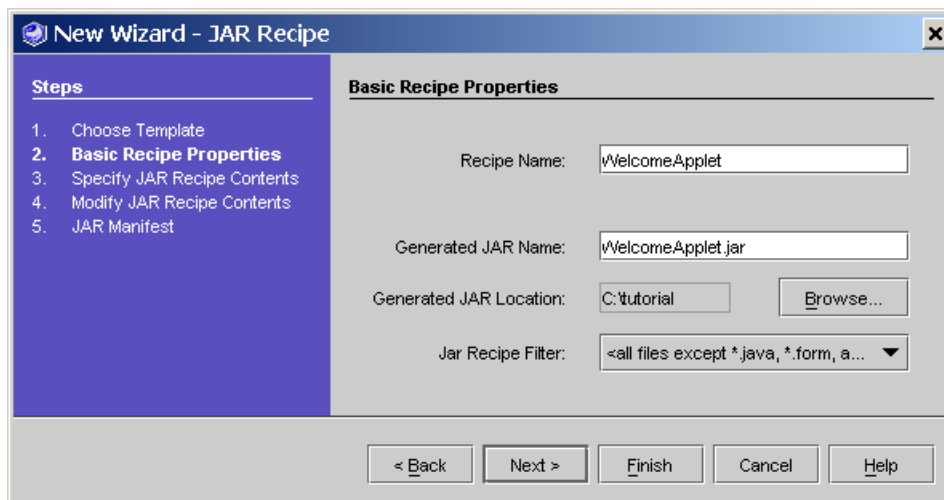 New Wizard - JAR Recipe
Steps
1. Choose Template
2. Basic Recipe Properties
3. Specify JAR Recipe Contents
4. Modify JAR Recipe Contents
5. JAR Manifest
Basic Recipe Properties
Recipe Name: WelcomeApplet
Generated JAR Name: WelcomeApplet.jar
Generated JAR Location: C:\tutorial Browse...
Jar Recipe Filter: <all files except *.java, *.form, a...
< Back Next > Finish Cancel Help